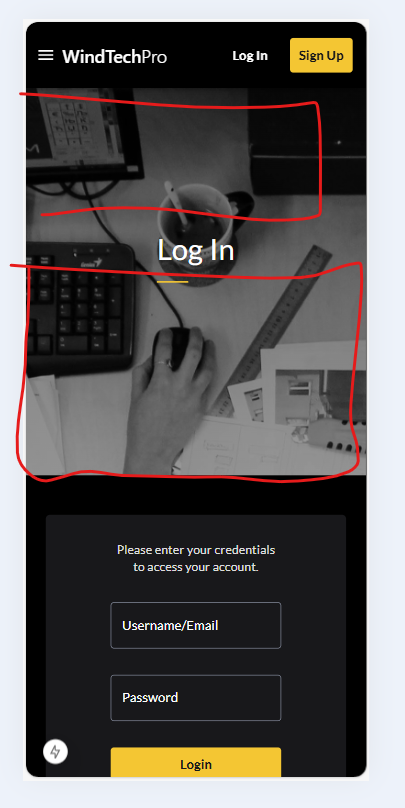 WindTechPro
Log In
Sign Up
Genius
Log In
Please enter your credentials
to access your account.
Username/Email
Password
Login